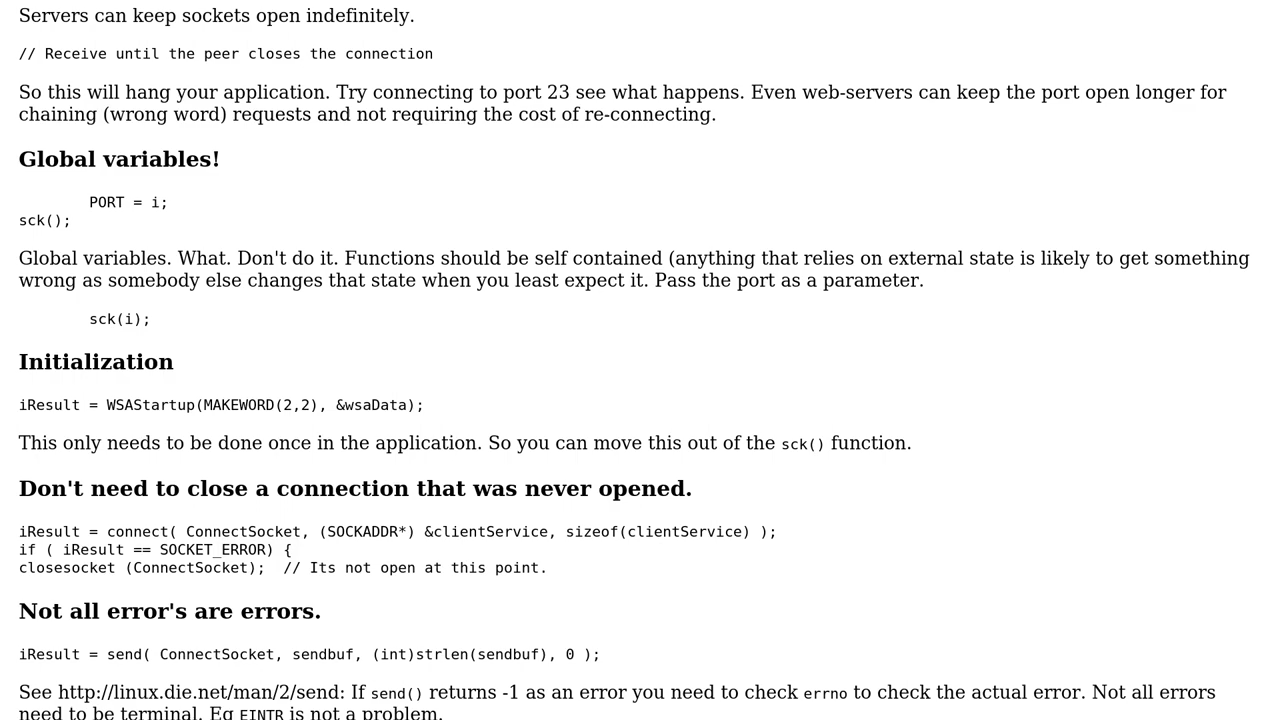 Servers can keep sockets open indefinitely.
// Receive until the peer closes the connection
So this will hang your application. Try connecting to port 23 see what happens. Even web-servers can keep the port open longer for
chaining (wrong word) requests and not requiring the cost of re-connecting.
Global variables!
PORT = i;
sck();
Global variables. What. Don't do it. Functions should be self contained (anything that relies on external state is likely to get something
wrong as somebody else changes that state when you least expect it. Pass the port as a parameter.
sck(i);
Initialization
iResult = WSAStartup(MAKEWORD(2,2), &wsaData);
This only needs to be done once in the application. So you can move this out of the sck() function.
Don't need to close a connection that was never opened.
iResult = connect( ConnectSocket, (SOCKADDR*) &clientService, sizeof(clientService) );
if ( iResult == SOCKET_ERROR) {
closesocket (ConnectSocket);  // Its not open at this point.
Not all error's are errors.
iResult = send( ConnectSocket, sendbuf, (int)strlen(sendbuf), 0 );
See http://linux.die.net/man/2/send: If send() returns -1 as an error you need to check errno to check the actual error. Not all errors
need to be terminal. Eg EINTR is not a problem.